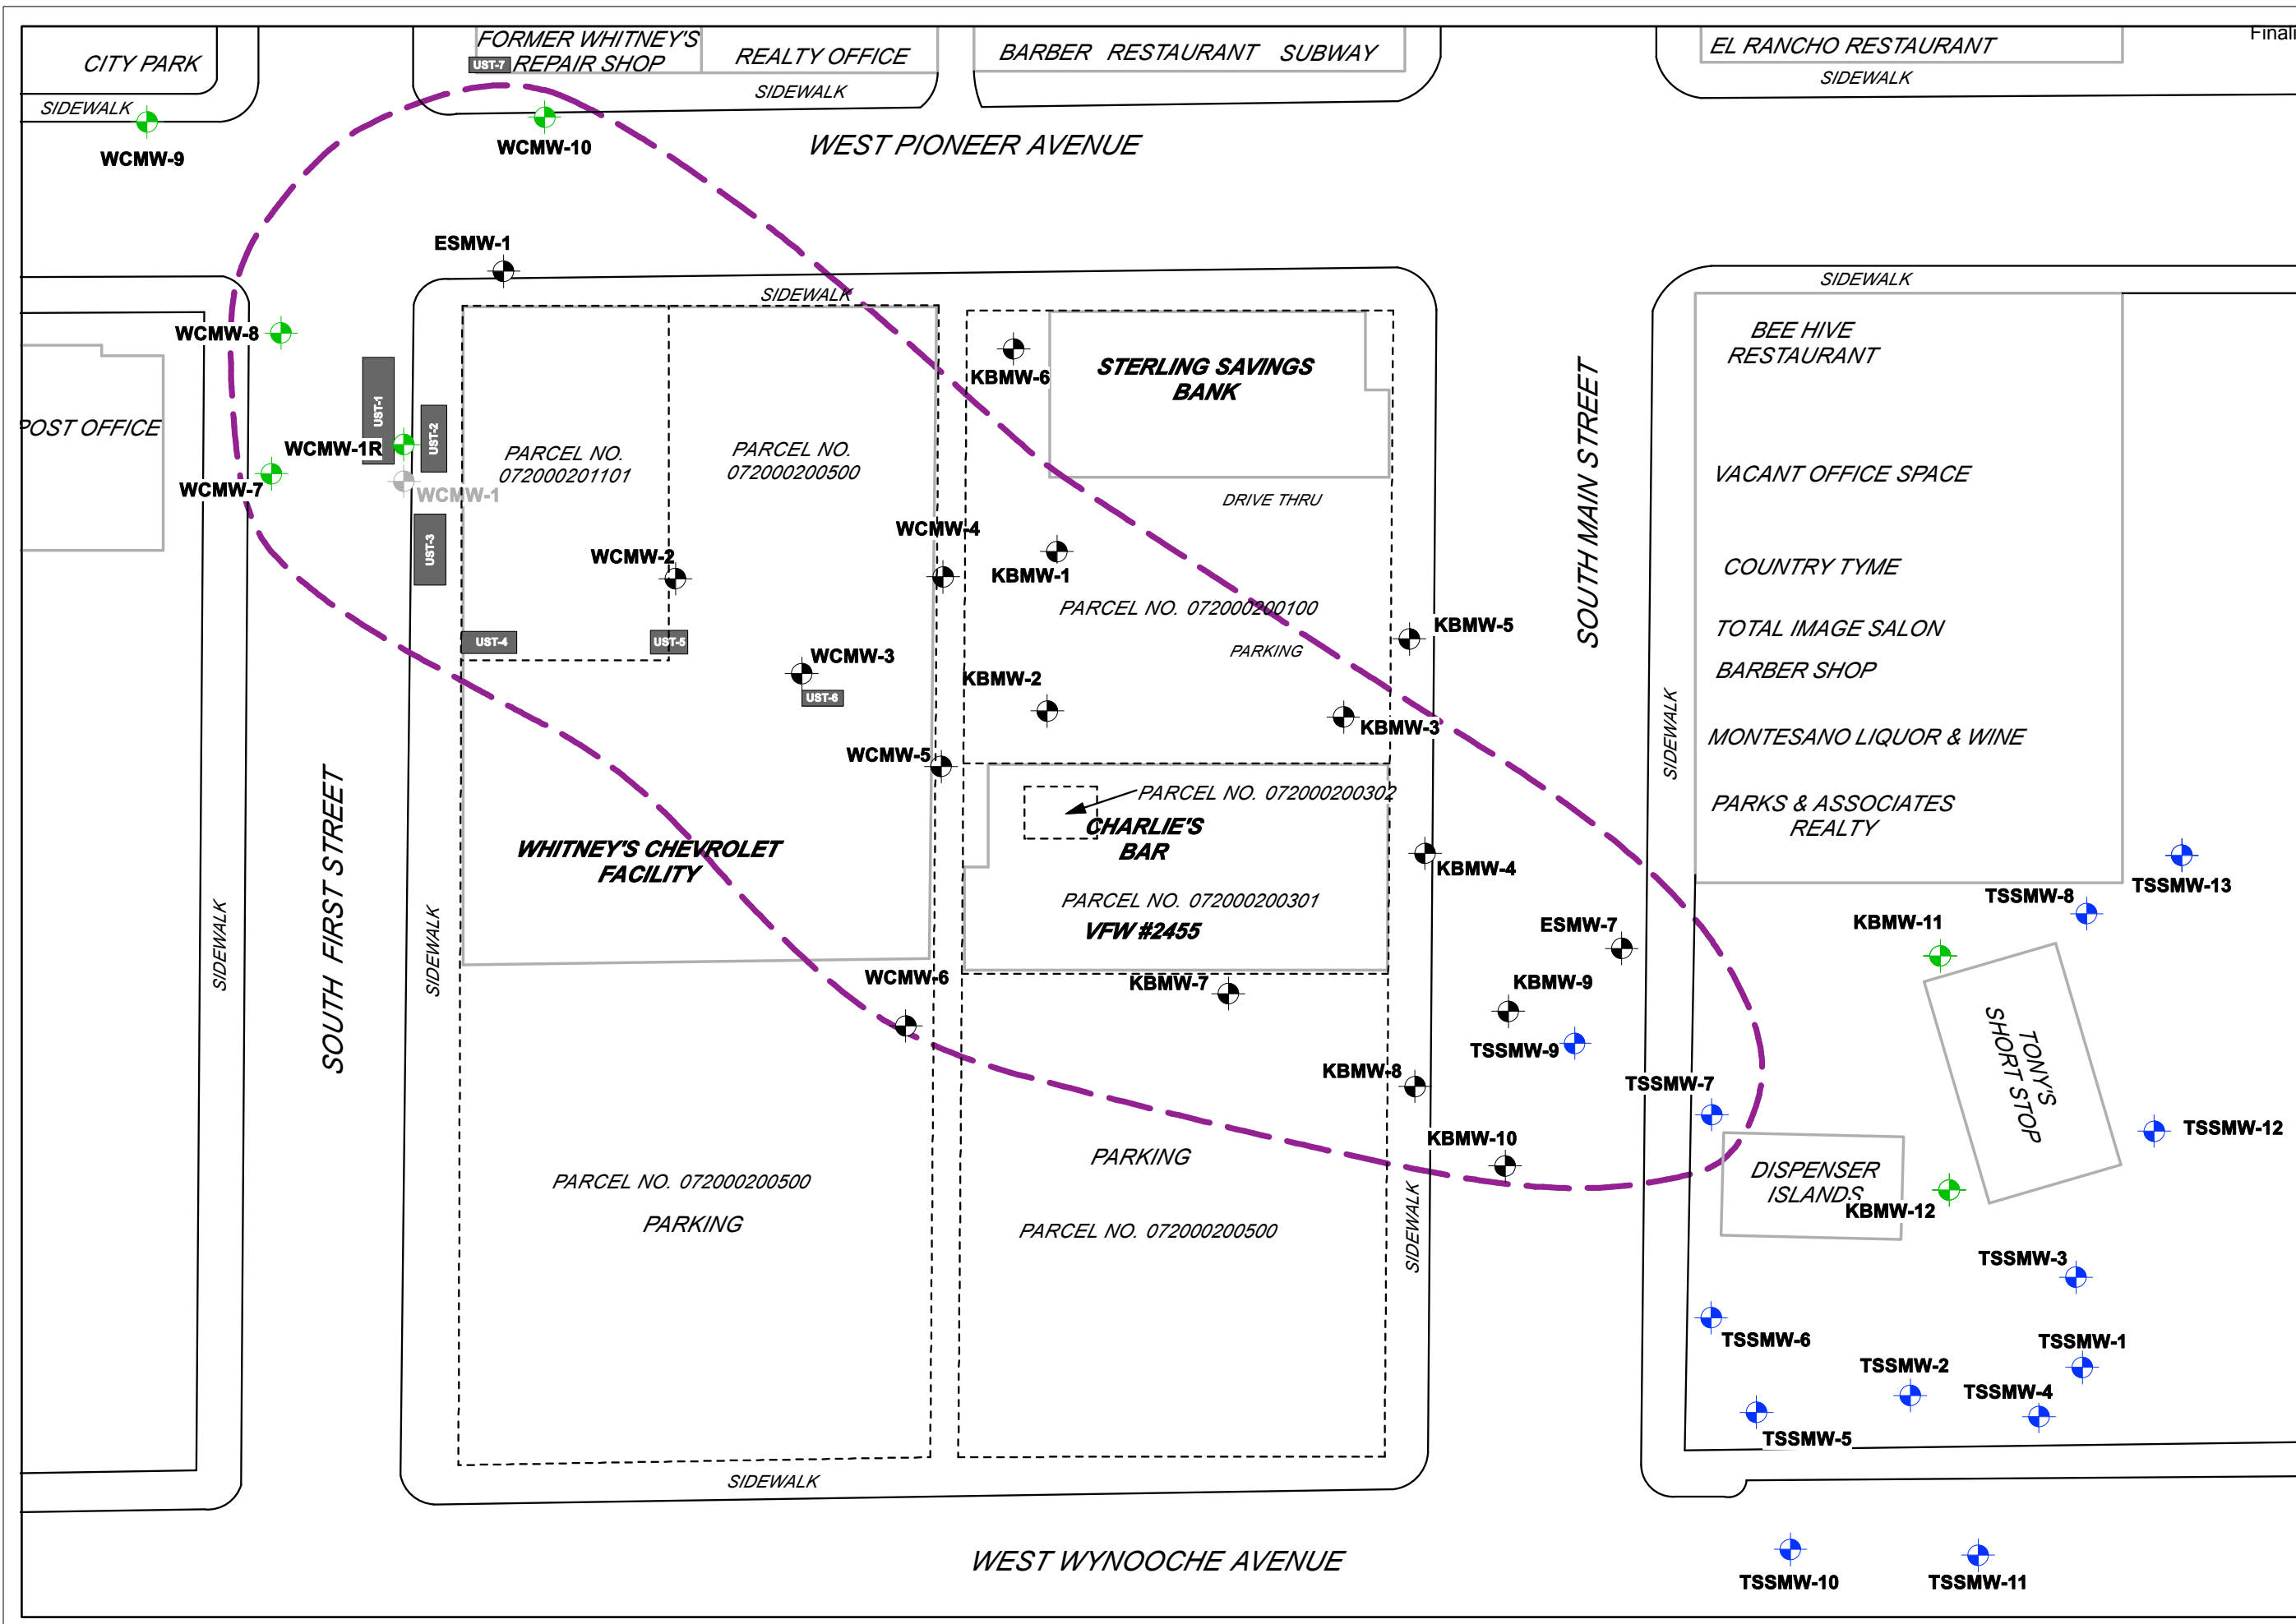 Finali
CITY PARK
FORMER WHITNEY'S
REPAIR SHOP
UST-7
REALTY OFFICE
BARBER RESTAURANT SUBWAY
EL RANCHO RESTAURANT
SIDEWALK
SIDEWALK
SIDEWALK
WCMW-9
WCMW-10
WEST PIONEER AVENUE
ESMW-1
SIDEWALK
SIDEWALK
WCMW-8
KBMW-6
STERLING SAVINGS
BANK
BEE HIVE
RESTAURANT
POST OFFICE
UST-1
UST-2
WCMW-1R
WCMW-7
WCMW-1
UST-3
PARCEL NO.
072000201101
PARCEL NO.
072000200500
DRIVE THRU
SOUTH MAIN STREET
VACANT OFFICE SPACE
WCMW-4
WCMW-2
KBMW-1
COUNTRY TYME
PARCEL NO. 072000200100
KBMW-5
TOTAL IMAGE SALON
UST-4
UST-5
WCMW-3
PARKING
BARBER SHOP
UST-6
KBMW-2
KBMW-3
SIDEWALK
MONTESANO LIQUOR & WINE
WCMW-5
PARCEL NO. 072000200302
PARKS & ASSOCIATES
REALTY
CHARLIE'S
BAR
WHITNEY'S CHEVROLET
FACILITY
KBMW-4
TSSMW-13
TSSMW-8
PARCEL NO. 072000200301
VFW #2455
SOUTH FIRST STREET
SIDEWALK
SIDEWALK
ESMW-7
KBMW-11
WCMW-6
KBMW-7
KBMW-9
TSSMW-9
TONY'S
SHORT STOP
KBMW-8
TSSMW-7
TSSMW-12
KBMW-10
PARKING
DISPENSER
ISLANDS
KBMW-12
PARCEL NO. 072000200500
PARKING
PARCEL NO. 072000200500
SIDEWALK
TSSMW-3
TSSMW-6
TSSMW-1
TSSMW-2
TSSMW-4
TSSMW-5
SIDEWALK
WEST WYNOOCHE AVENUE
TSSMW-10
TSSMW-11